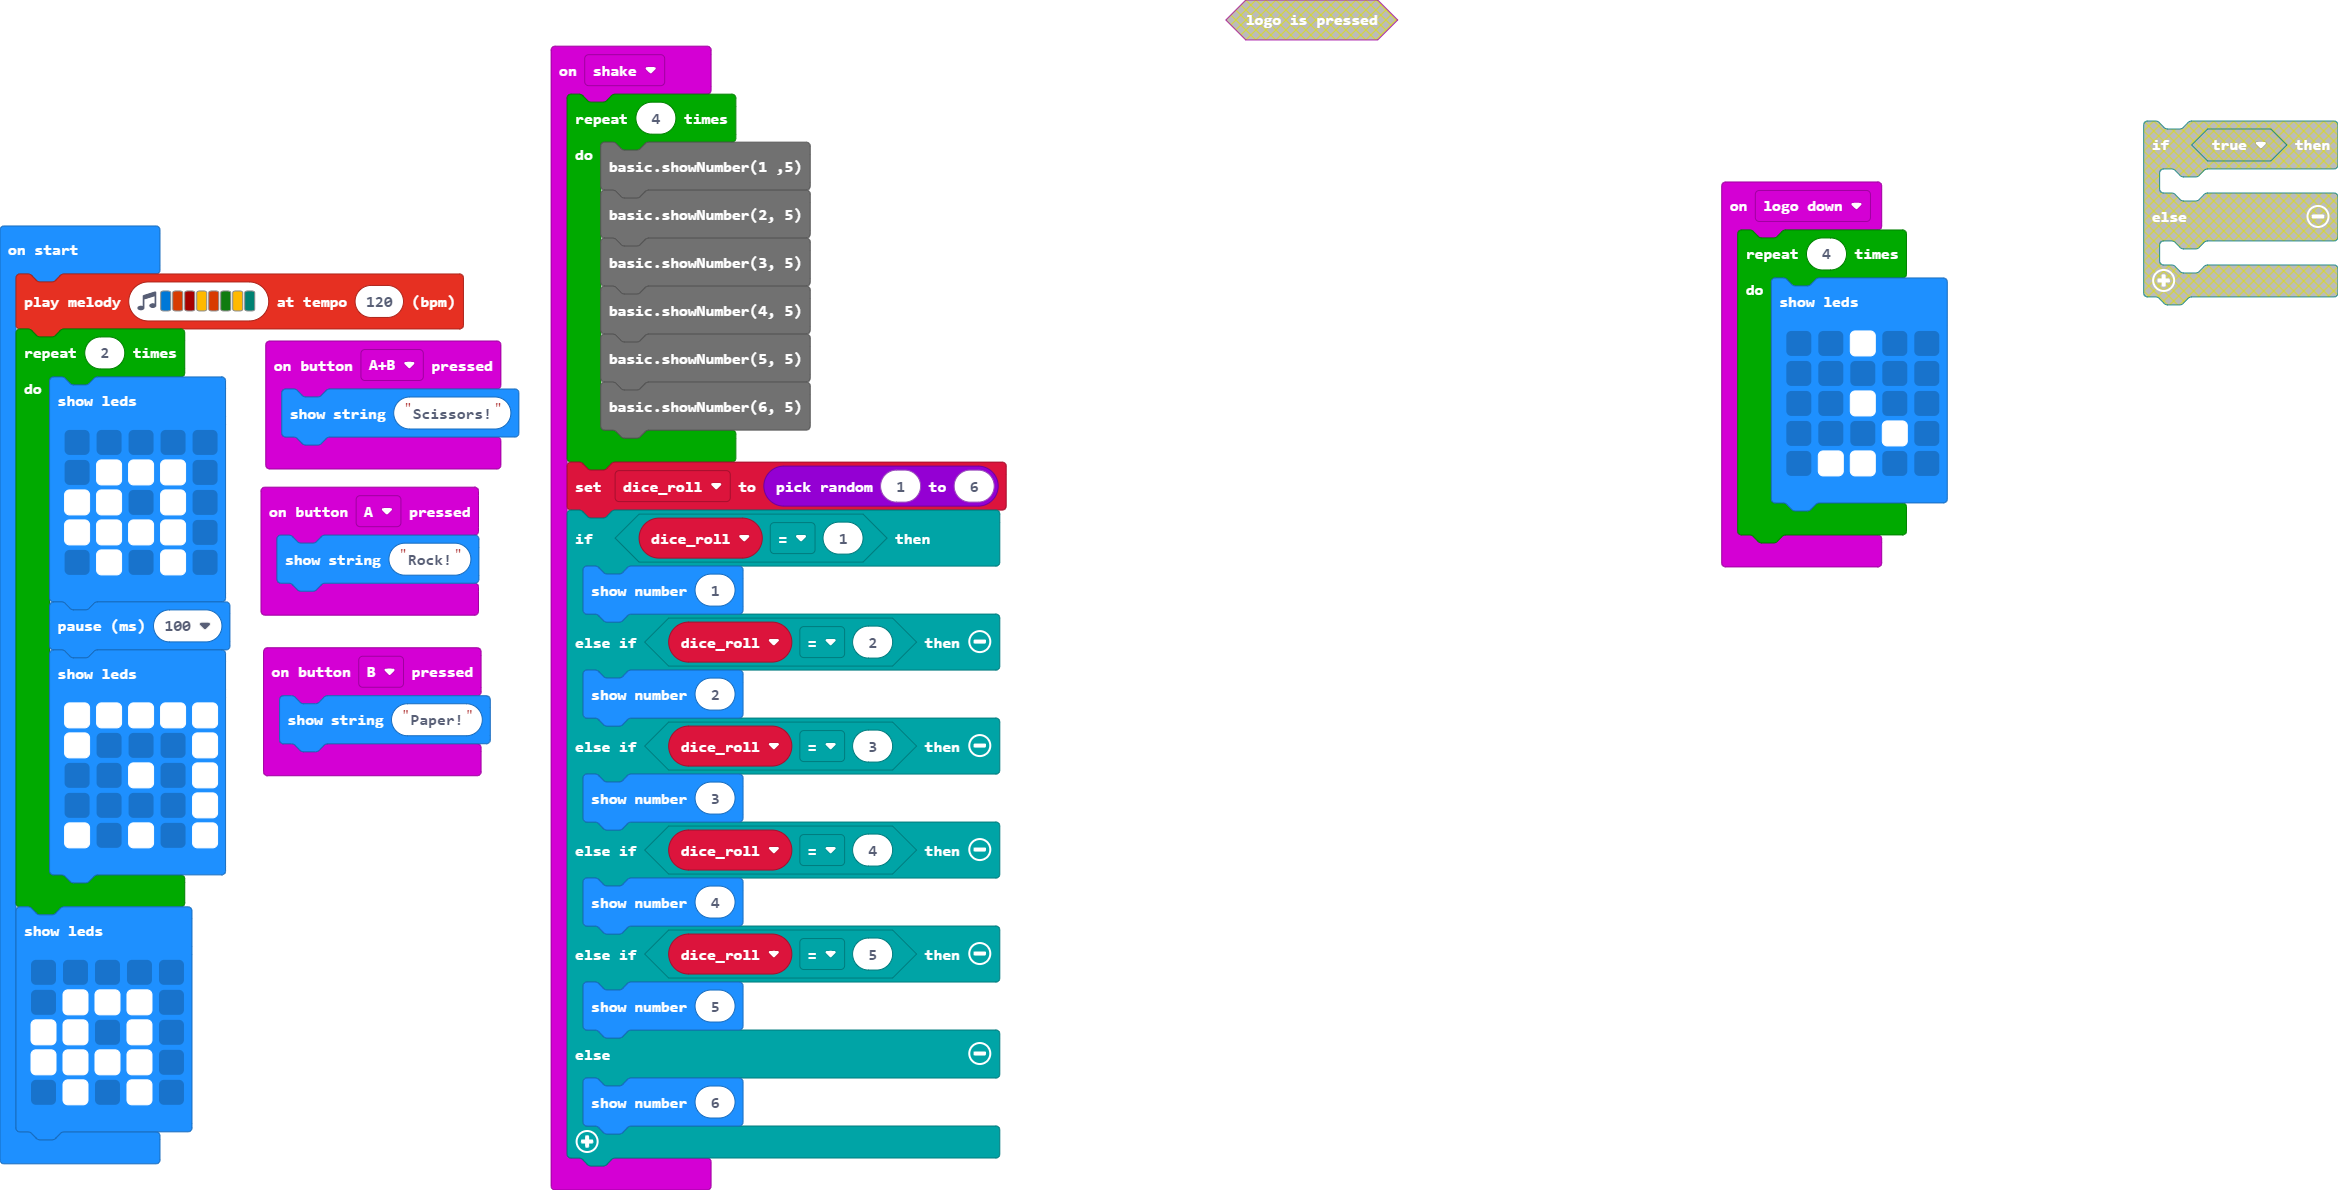 logo is pressed
on start
play melody at tempo 120 (bpm)
repeat 2 times
do
show leds
pause (ms) 100
show leds
show leds
on button A+B pressed
show string "Scissors!"
on button A pressed
show string "Rock!"
on button B pressed
show string "Paper!"
on shake
repeat 4 times
do
basic.showNumber(1 ,5)
basic.showNumber(2, 5)
basic.showNumber(3, 5)
basic.showNumber(4, 5)
basic.showNumber(5, 5)
basic.showNumber(6, 5)
set dice_roll to pick random 1 to 6
if dice_roll = 1 then
show number 1
else if dice_roll = 2 then
show number 2
else if dice_roll = 3 then
show number 3
else if dice_roll = 4 then
show number 4
else if dice_roll = 5 then
show number 5
else
show number 6
on logo down
repeat 4 times
do
show leds
if true then
else